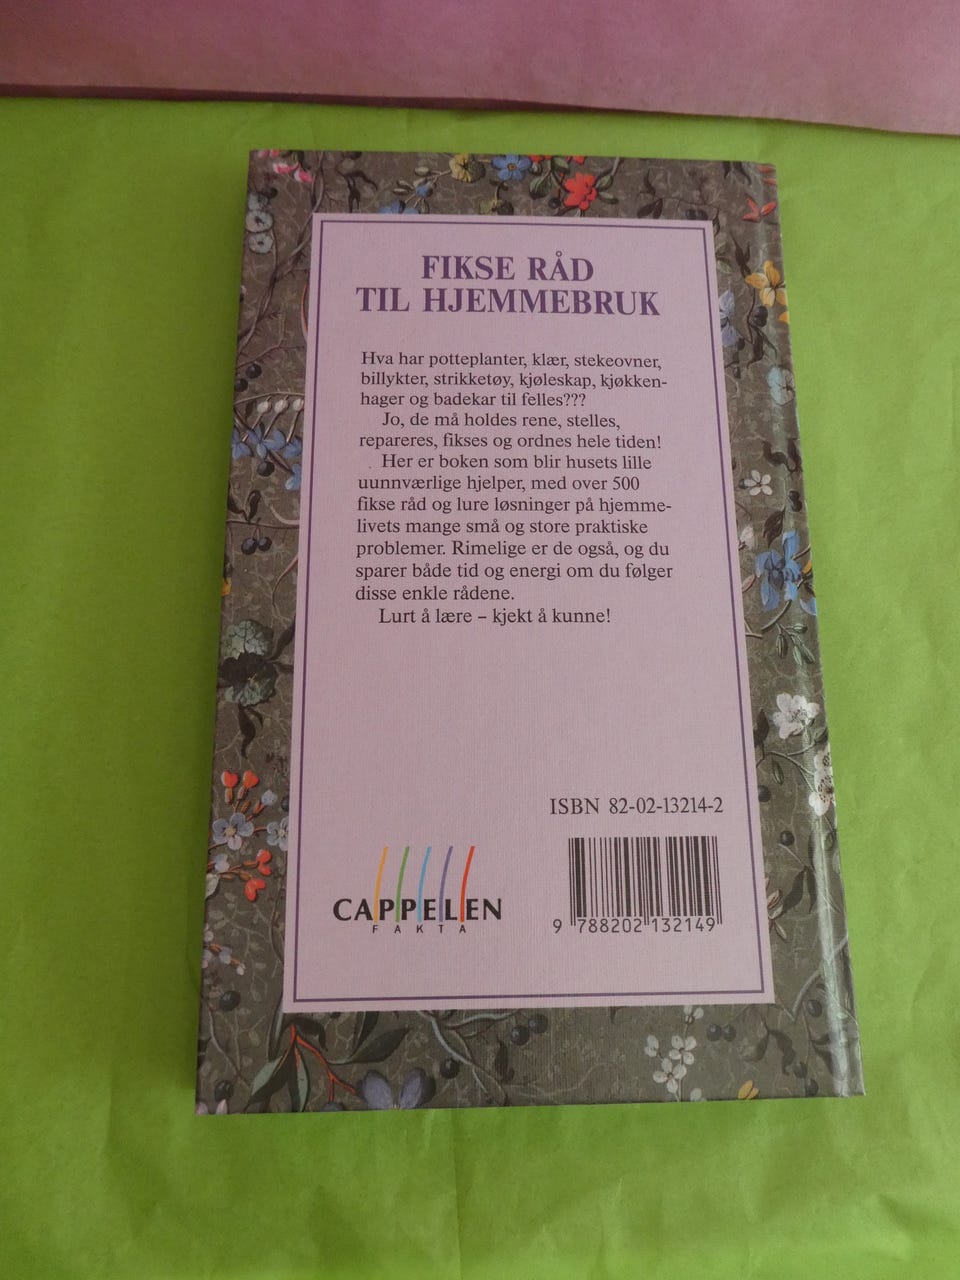 FIKSE RÅD
TIL HJEMMEBRUK
Hva har potteplanter, klær, stekeovner,
billykter, strikketøy, kjøleskap, kjøkken-
hager og badekar til felles???
Jo, de må holdes rene, stelles,
repareres, fikses og ordnes hele tiden!
Her er boken som blir husets lille
uunnværlige hjelper, med over 500
fikse råd og lure løsninger på hjemme-
livets mange små og store praktiske
problemer. Rimelige er de også, og du
sparer både tid og energi om du følger
disse enkle rådene.
Lurt å lære – kjekt å kunne!
ISBN 82-02-13214-2
CAPPELEN
FAKTA
9 788202 132149